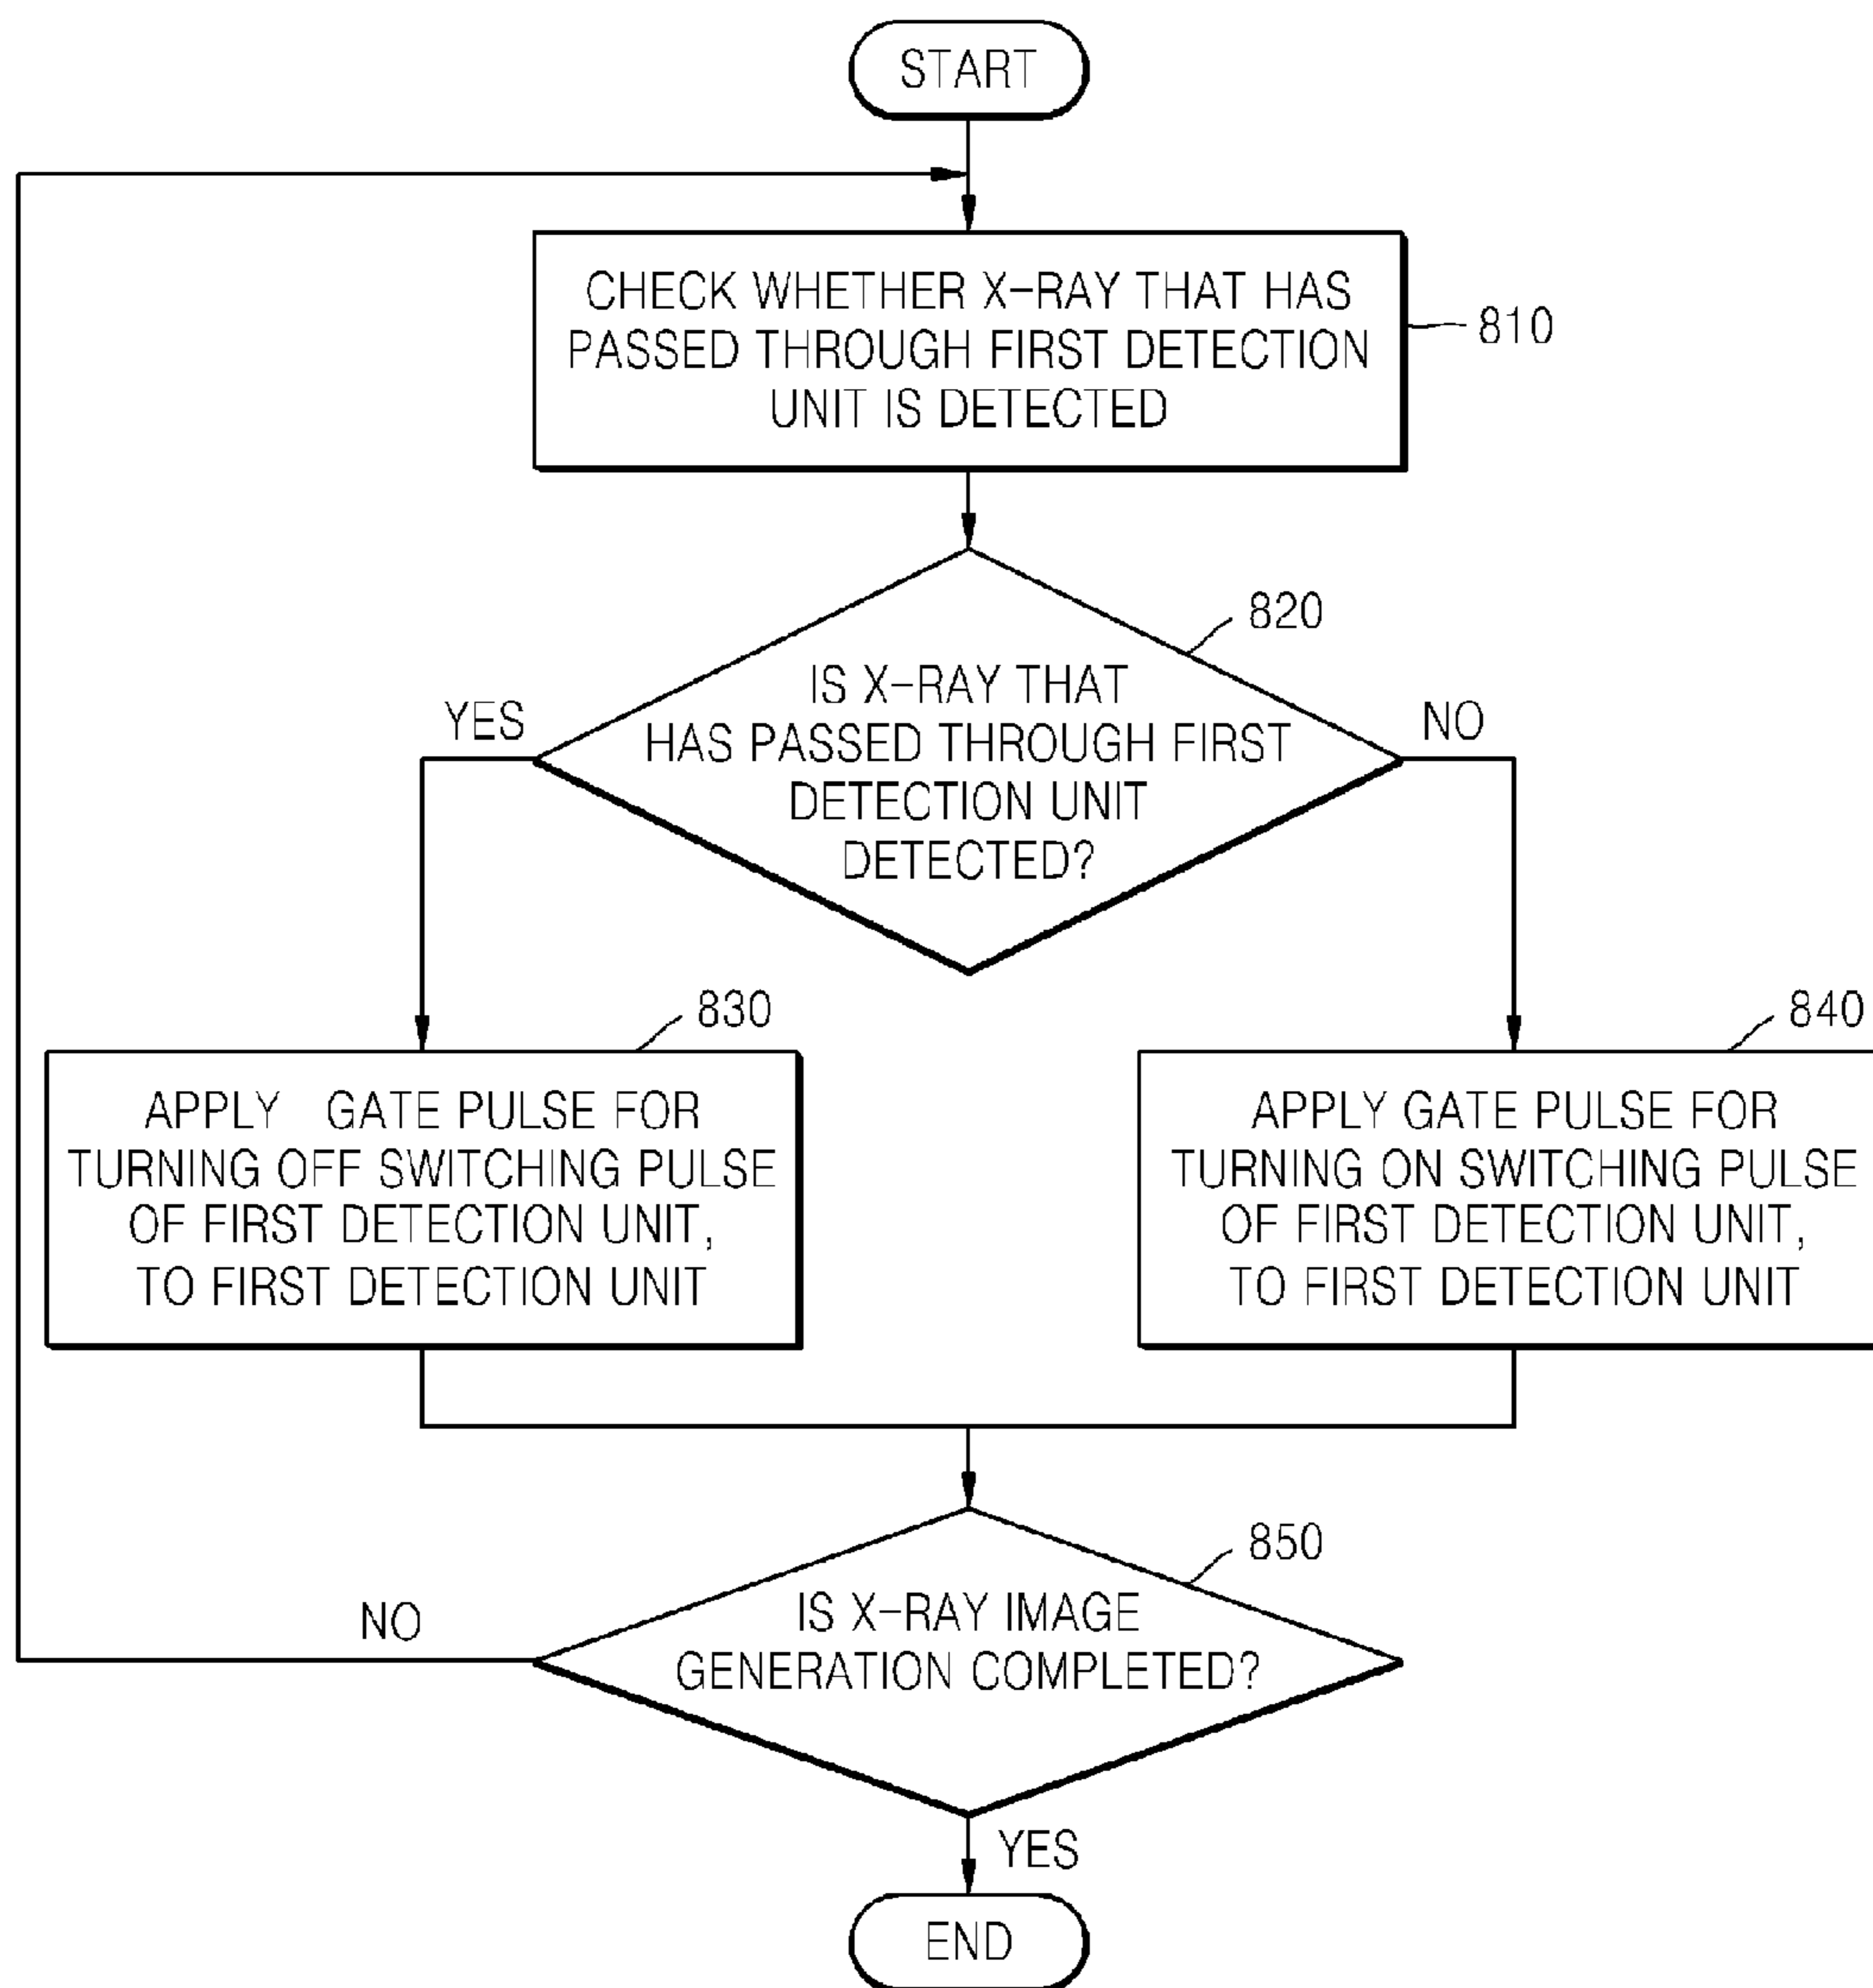 START
CHECK WHETHER X-RAY THAT HAS
PASSED THROUGH FIRST DETECTION
UNIT IS DETECTED
810
820
IS X-RAY THAT
HAS PASSED THROUGH FIRST
DETECTION UNIT
DETECTED?
YES
NO
830
APPLY GATE PULSE FOR
TURNING OFF SWITCHING PULSE
OF FIRST DETECTION UNIT,
TO FIRST DETECTION UNIT
840
APPLY GATE PULSE FOR
TURNING ON SWITCHING PULSE
OF FIRST DETECTION UNIT,
TO FIRST DETECTION UNIT
850
IS X-RAY IMAGE
GENERATION COMPLETED?
NO
YES
END